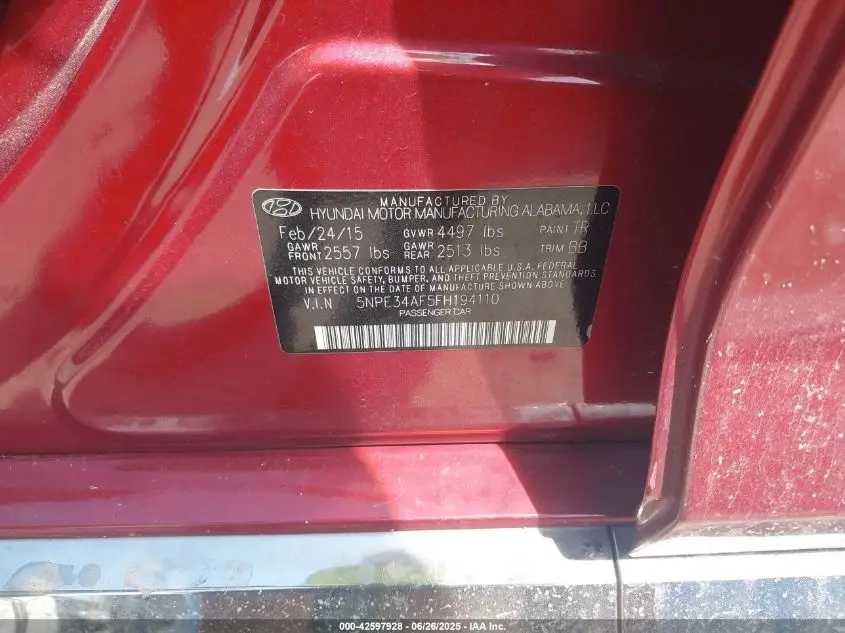 MANUFACTURED BY
HYUNDAI MOTOR MANUFACTURING ALABAMA, LLC
Feb/24/15 GVWR 4497 lbs PAINT TR
GAWR FRONT 2557 lbs GAWR REAR 2513 lbs TRIM BB
THIS VEHICLE CONFORMS TO ALL APPLICABLE U.S.A. FEDERAL
MOTOR VEHICLE SAFETY, BUMPER, AND THEFT PREVENTION STANDARDS
IN EFFECT ON THE DATE OF MANUFACTURE SHOWN ABOVE.
V.I.N 5NPE34AF5FH194110
PASSENGER CAR
000-42597928 - 06/26/2025 - IAA Inc.